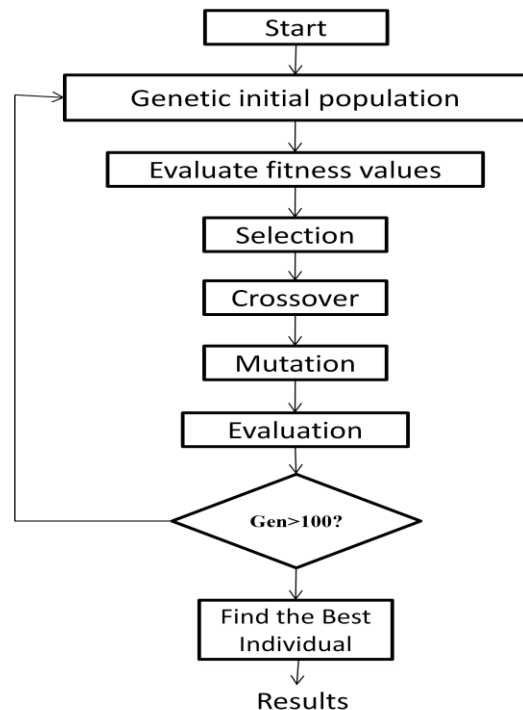 Start
Genetic initial population
Evaluate fitness values
Selection
Crossover
Mutation
Evaluation
Gen>100?
Find the Best
Individual
Results